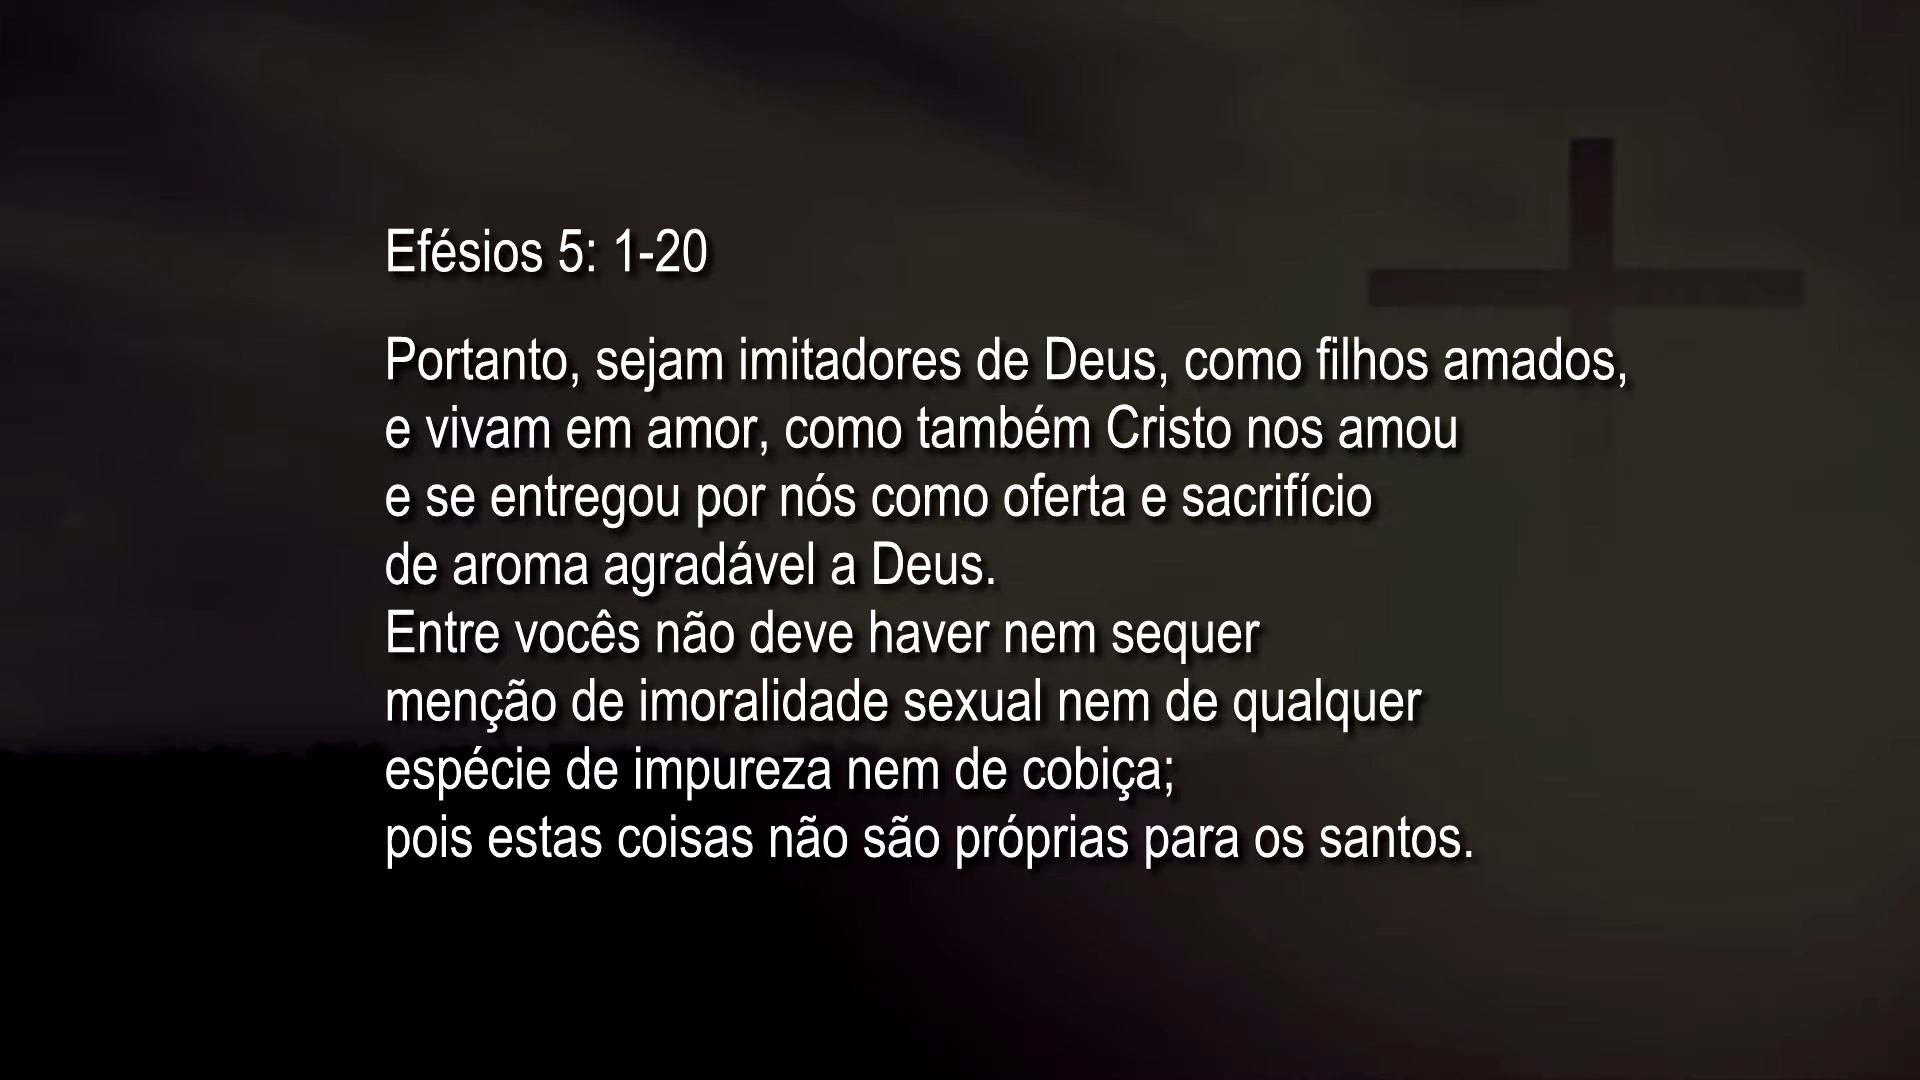 Efésios 5: 1-20
Portanto, sejam imitadores de Deus, como filhos amados,
e vivam em amor, como também Cristo nos amou
e se entregou por nós como oferta e sacrifício
de aroma agradável a Deus.
Entre vocês não deve haver nem sequer
menção de imoralidade sexual nem de qualquer
espécie de impureza nem de cobiça;
pois estas coisas não são próprias para os santos.